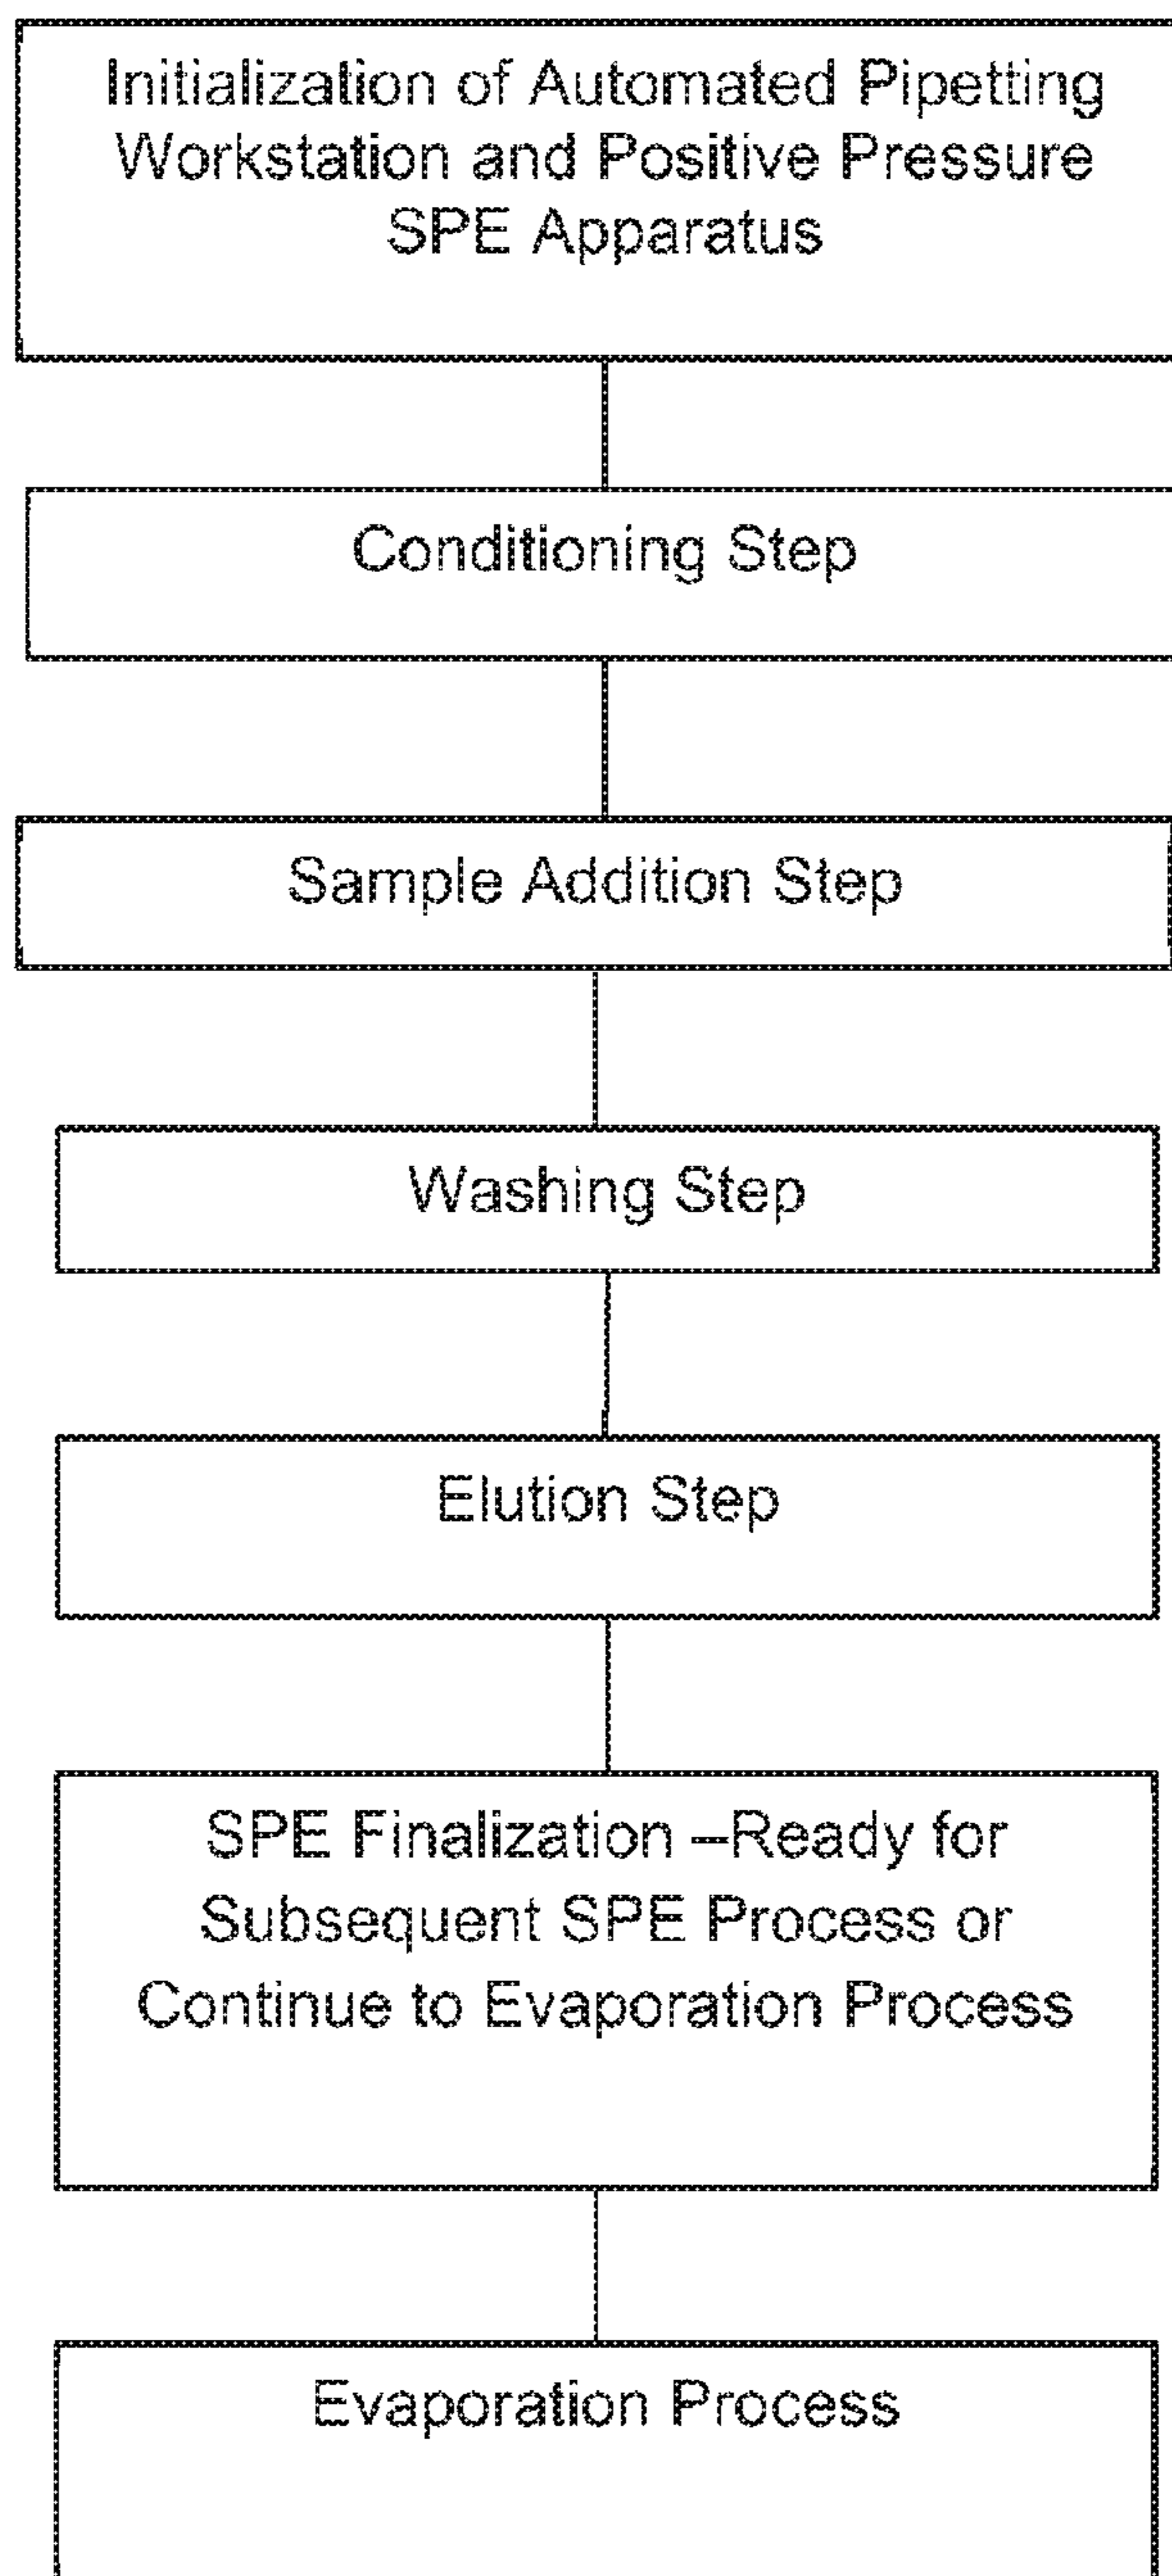 Initialization of Automated Pipetting
Workstation and Positive Pressure
SPE Apparatus
Conditioning Step
Sample Addition Step
Washing Step
Elution Step
SPE Finalization –Ready for
Subsequent SPE Process or
Continue to Evaporation Process
Evaporation Process